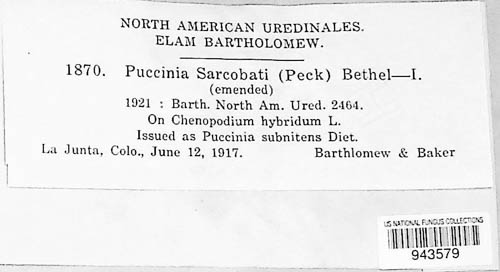 NORTH AMERICAN UREDINALES.
ELAM BARTHOLOMEW.
1870. Puccinia Sarcobati (Peck) Bethel—I.
(emended)
1921 : Barth. North Am. Ured. 2464.
On Chenopodium hybridum L.
Issued as Puccinia subnitens Diet.
La Junta, Colo., June 12, 1917. Barthlomew & Baker
US NATIONAL FUNGUS COLLECTIONS
943579